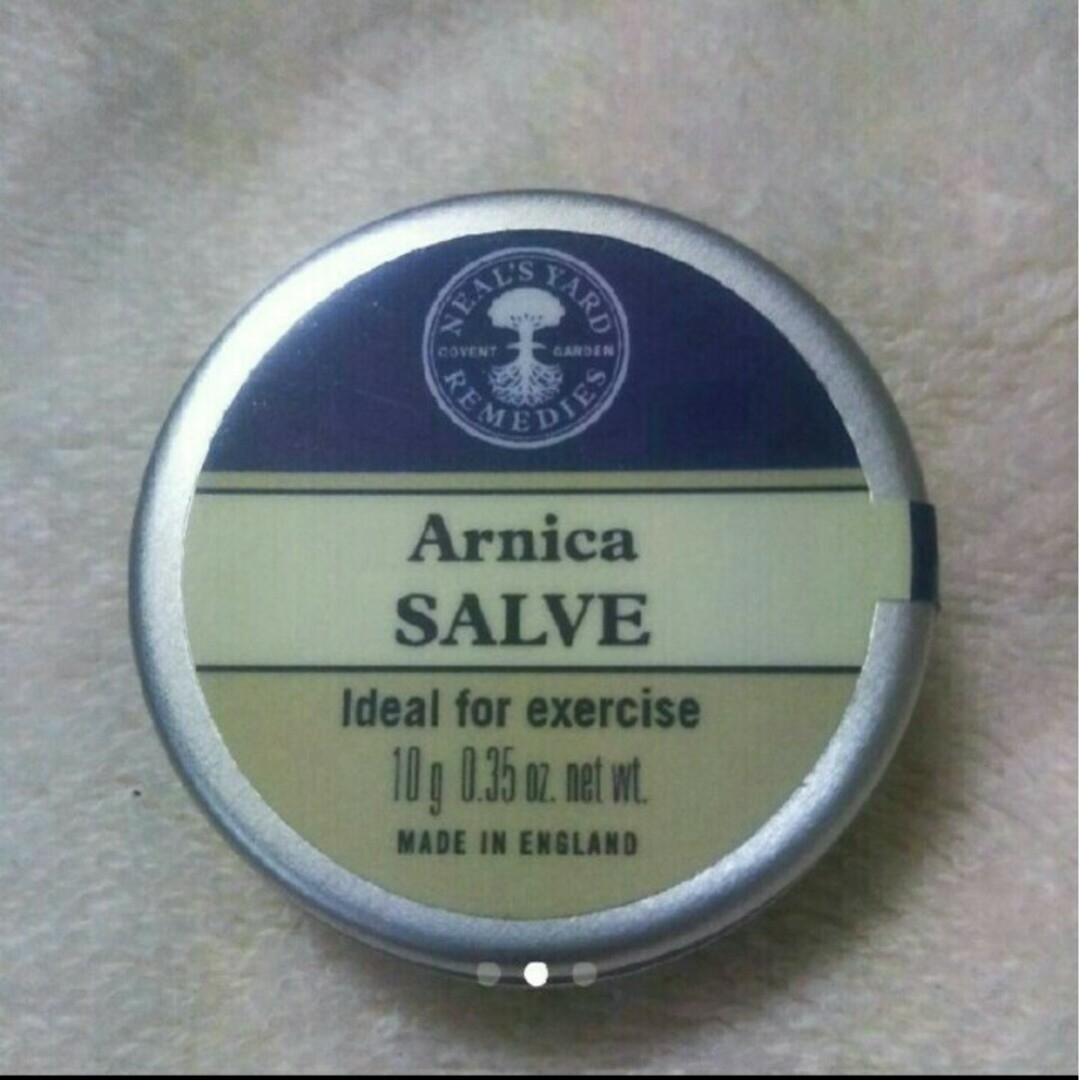 NEAL'S YARD
COVENT GARDEN
REMEDIES
Arnica
SALVE
Ideal for exercise
10 g 0.35 oz. net wt.
MADE IN ENGLAND